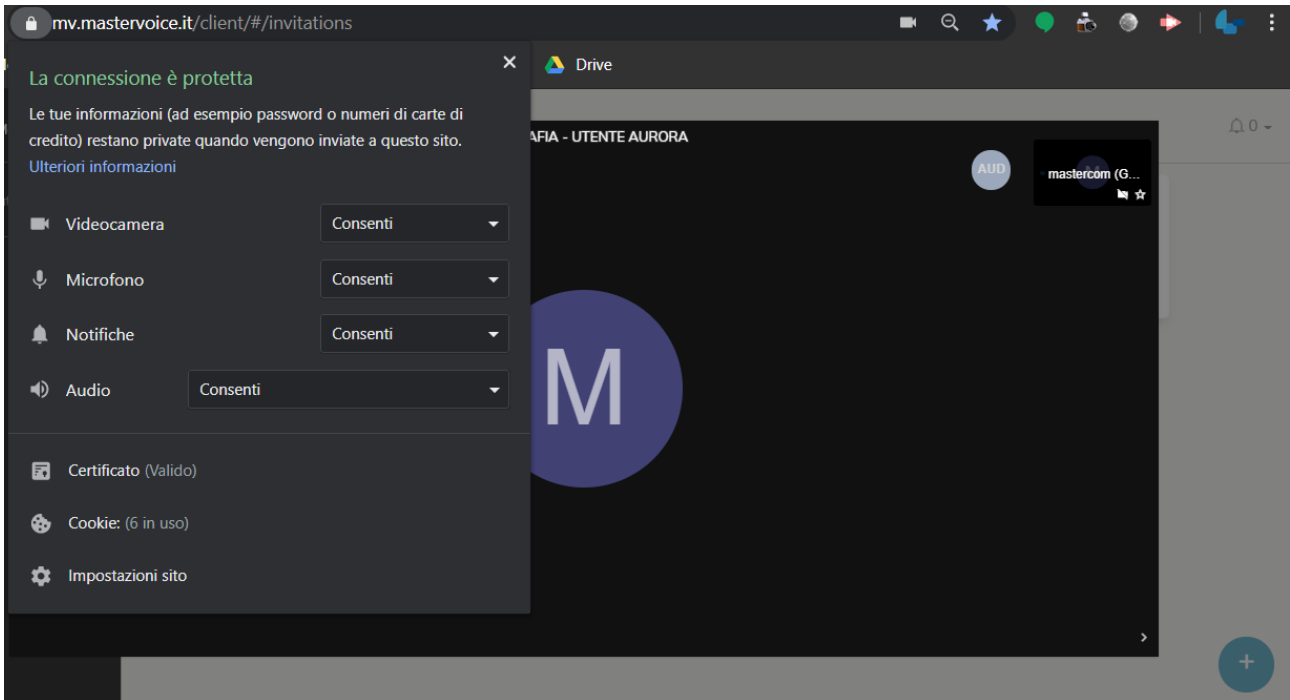 mv.mastervoice.it/client/#/invitations
La connessione è protetta
Le tue informazioni (ad esempio password o numeri di carte di
credito) restano private quando vengono inviate a questo sito.
Ulteriori informazioni
Videocamera Consenti
Microfono Consenti
Notifiche Consenti
Audio Consenti
Certificato (Valido)
Cookie: (6 in uso)
Impostazioni sito
Drive
AFIA - UTENTE AURORA
AUD
mastercom (G...
M
0